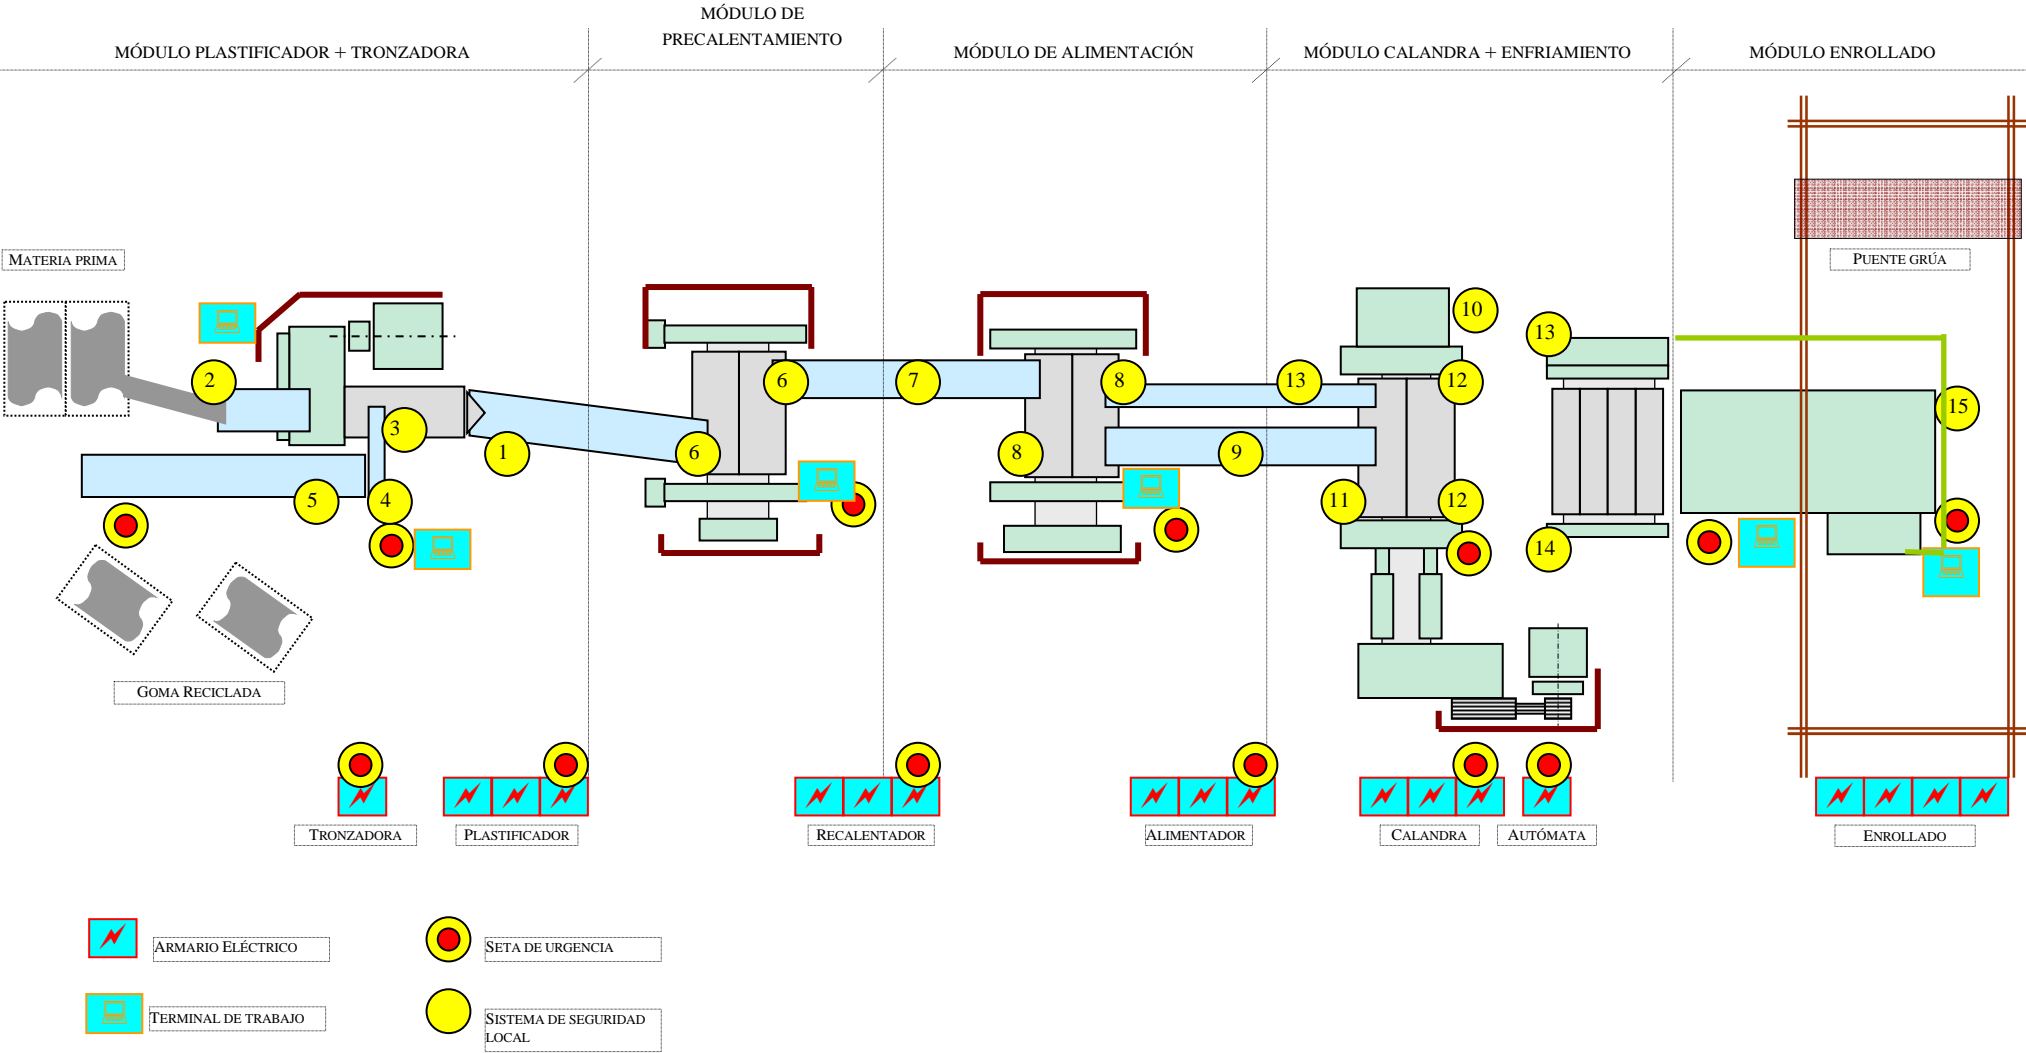 MÓDULO DE
PRECALENTAMIENTO
MÓDULO PLASTIFICADOR + TRONZADORA
MÓDULO DE ALIMENTACIÓN
MÓDULO CALANDRA + ENFRIAMIENTO
MÓDULO ENROLLADO
MATERIA PRIMA
PUENTE GRÚA
10
13
2
6
7
8
13
12
15
3
1
6
8
9
5
4
11
12
14
GOMA RECICLADA
TRONZADORA
PLASTIFICADOR
RECALENTADOR
ALIMENTADOR
CALANDRA
AUTÓMATA
ENROLLADO
ARMARIO ELÉCTRICO
SETA DE URGENCIA
TERMINAL DE TRABAJO
SISTEMA DE SEGURIDAD
LOCAL